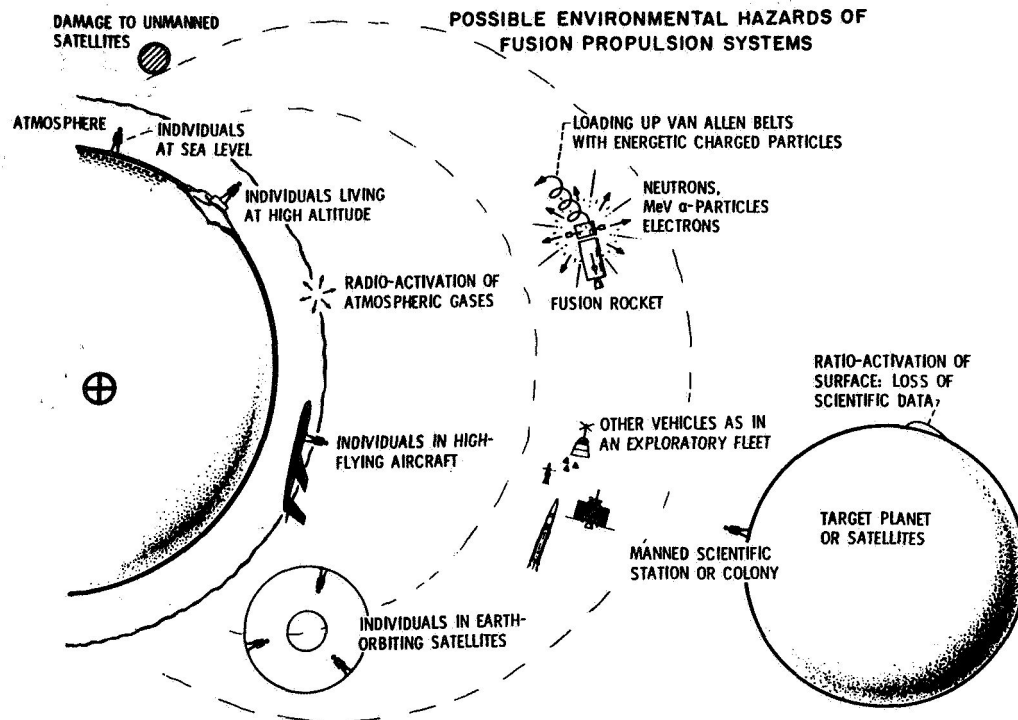 POSSIBLE ENVIRONMENTAL HAZARDS OF
FUSION PROPULSION SYSTEMS
DAMAGE TO UNMANNED
SATELLITES
ATMOSPHERE
INDIVIDUALS
AT SEA LEVEL
INDIVIDUALS LIVING
AT HIGH ALTITUDE
LOADING UP VAN ALLEN BELTS
WITH ENERGETIC CHARGED PARTICLES
NEUTRONS,
MeV α-PARTICLES
ELECTRONS
FUSION ROCKET
RADIO-ACTIVATION OF
ATMOSPHERIC GASES
RATIO-ACTIVATION OF
SURFACE: LOSS OF
SCIENTIFIC DATA
INDIVIDUALS IN HIGH-
FLYING AIRCRAFT
OTHER VEHICLES AS IN
AN EXPLORATORY FLEET
TARGET PLANET
OR SATELLITES
MANNED SCIENTIFIC
STATION OR COLONY
INDIVIDUALS IN EARTH-
ORBITING SATELLITES